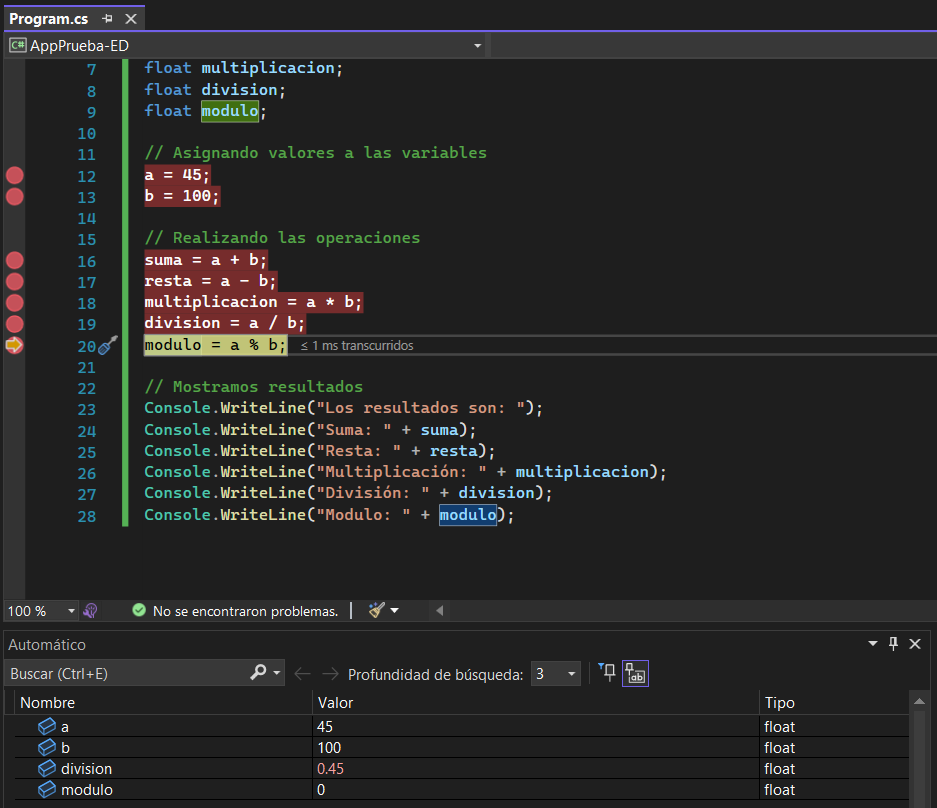 Program.cs
C# AppPrueba-ED
7 float multiplicacion;
8 float division;
9 float modulo;
10
11 // Asignando valores a las variables
12 a = 45;
13 b = 100;
14
15 // Realizando las operaciones
16 suma = a + b;
17 resta = a - b;
18 multiplicacion = a * b;
19 division = a / b;
20 modulo = a % b; ≤ 1 ms transcurridos
21
22 // Mostramos resultados
23 Console.WriteLine("Los resultados son: ");
24 Console.WriteLine("Suma: " + suma);
25 Console.WriteLine("Resta: " + resta);
26 Console.WriteLine("Multiplicación: " + multiplicacion);
27 Console.WriteLine("División: " + division);
28 Console.WriteLine("Modulo: " + modulo);
100 % No se encontraron problemas.
Automático
Buscar (Ctrl+E) Profundidad de búsqueda: 3
Nombre Valor Tipo
a 45 float
b 100 float
division 0.45 float
modulo 0 float